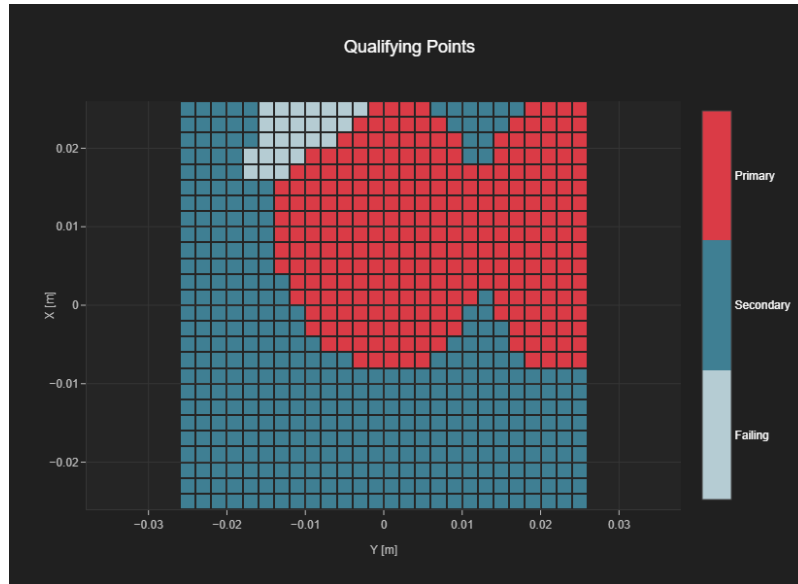 Qualifying Points
Primary
Secondary
Failing
0.02
0.01
0
−0.01
−0.02
X [m]
−0.03
−0.02
−0.01
0
0.01
0.02
0.03
Y [m]